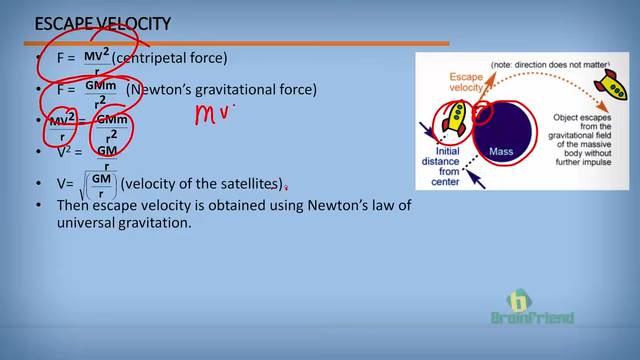 ESCAPE VELOCITY
• F = MV²/r (centripetal force)
• F = GMm/r² (Newton's gravitational force)
• MV²/r = GMm/r²
• V² = GM/r
• V= √(GM/r) (velocity of the satellites)
• Then escape velocity is obtained using Newton's law of
universal gravitation.
mv
(note: direction does not matter)
Escape
velocity
Mass
Initial
distance
from
center
Object escapes
from the
gravitational field
of the massive
body without
further impulse
b
Brainfriend